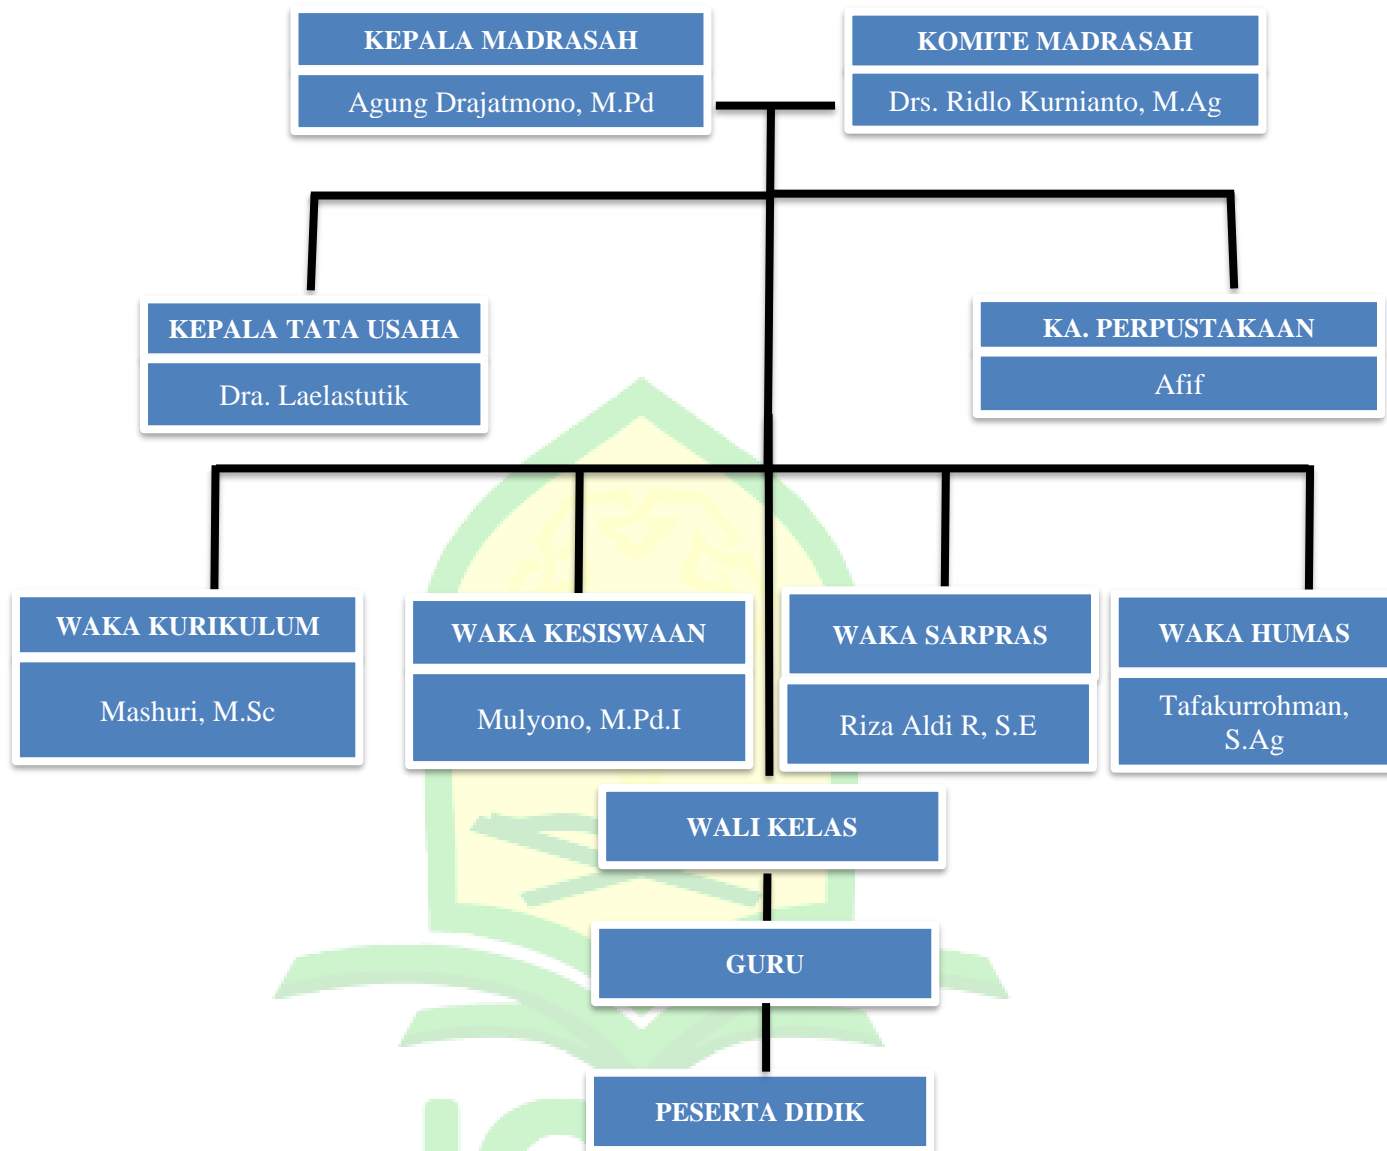 KEPALA MADRASAH
Agung Drajatmono, M.Pd
KOMITE MADRASAH
Drs. Ridlo Kurnianto, M.Ag
KEPALA TATA USAHA
Dra. Laelastutik
KA. PERPUSTAKAAN
Afif
WAKA KURIKULUM
Mashuri, M.Sc
WAKA KESISWAAN
Mulyono, M.Pd.I
WAKA SARPRAS
Riza Aldi R, S.E
WAKA HUMAS
Tafakurrohman,
S.Ag
WALI KELAS
GURU
PESERTA DIDIK